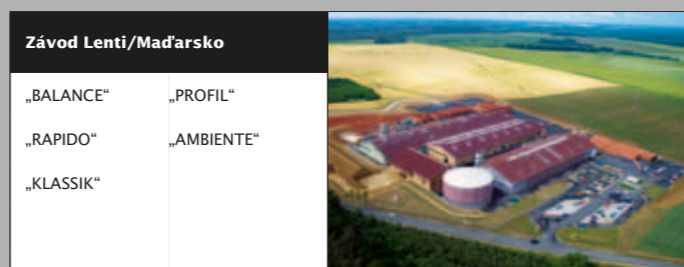 Závod Lenti/Maďarsko
„BALANCE“ „PROFIL“
„RAPIDO“ „AMBIENTE“
„KLASSIK“